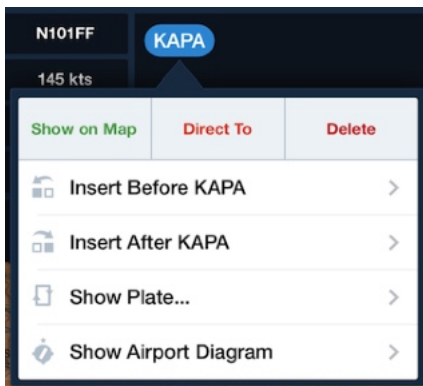 N101FF
KAPA
145 kts
Show on Map Direct To Delete
Insert Before KAPA
Insert After KAPA
Show Plate...
Show Airport Diagram